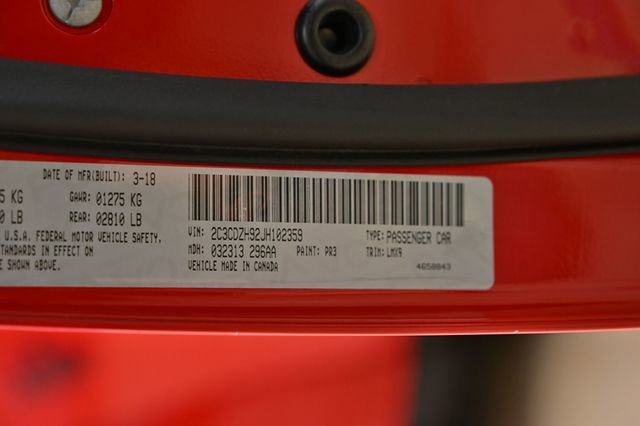 DATE OF MFR(BUILT): 3-18
5 KG GAWR: 01275 KG
0 LB REAR: 02810 LB
U.S.A. FEDERAL MOTOR VEHICLE SAFETY.
STANDARDS IN EFFECT ON
SHOWN ABOVE.
VIN: 2C3CDZH92JH102359 TYPE: PASSENGER CAR
MDH: 032313 296AA PAINT: PR3 TRIM: LMX9
VEHICLE MADE IN CANADA 4658843